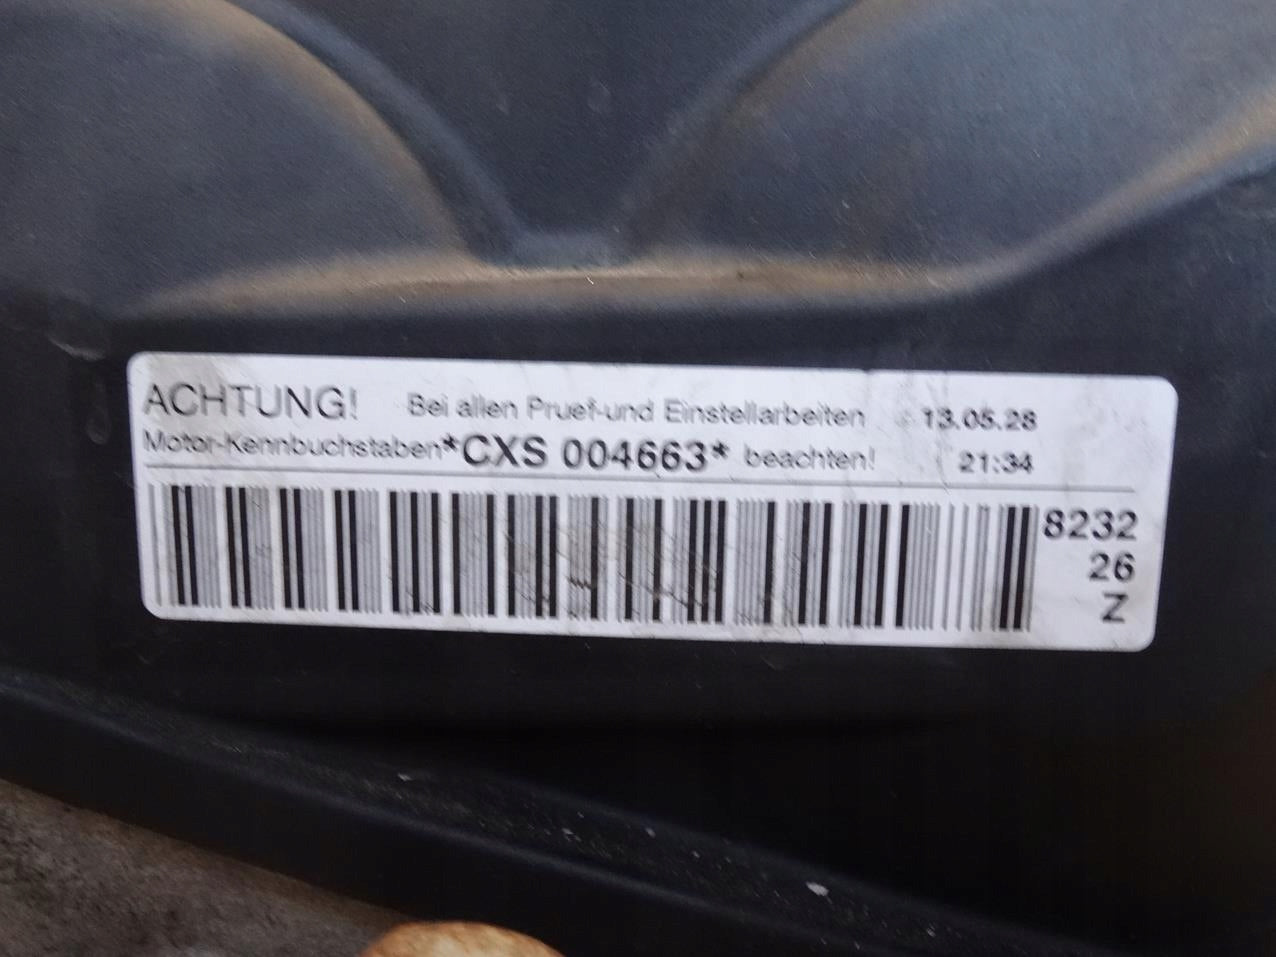 ACHTUNG! Bei allen Pruef-und Einstellarbeiten 13.05.28
Motor-Kennbuchstaben*CXS 004663* beachten! 21:34
8232
26
Z